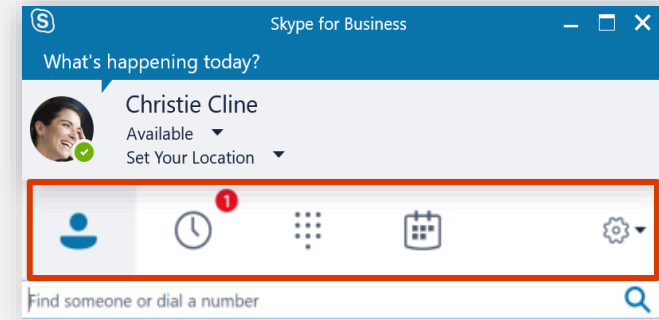 Skype for Business
What's happening today?
Christie Cline
Available
Set Your Location
1
Find someone or dial a number